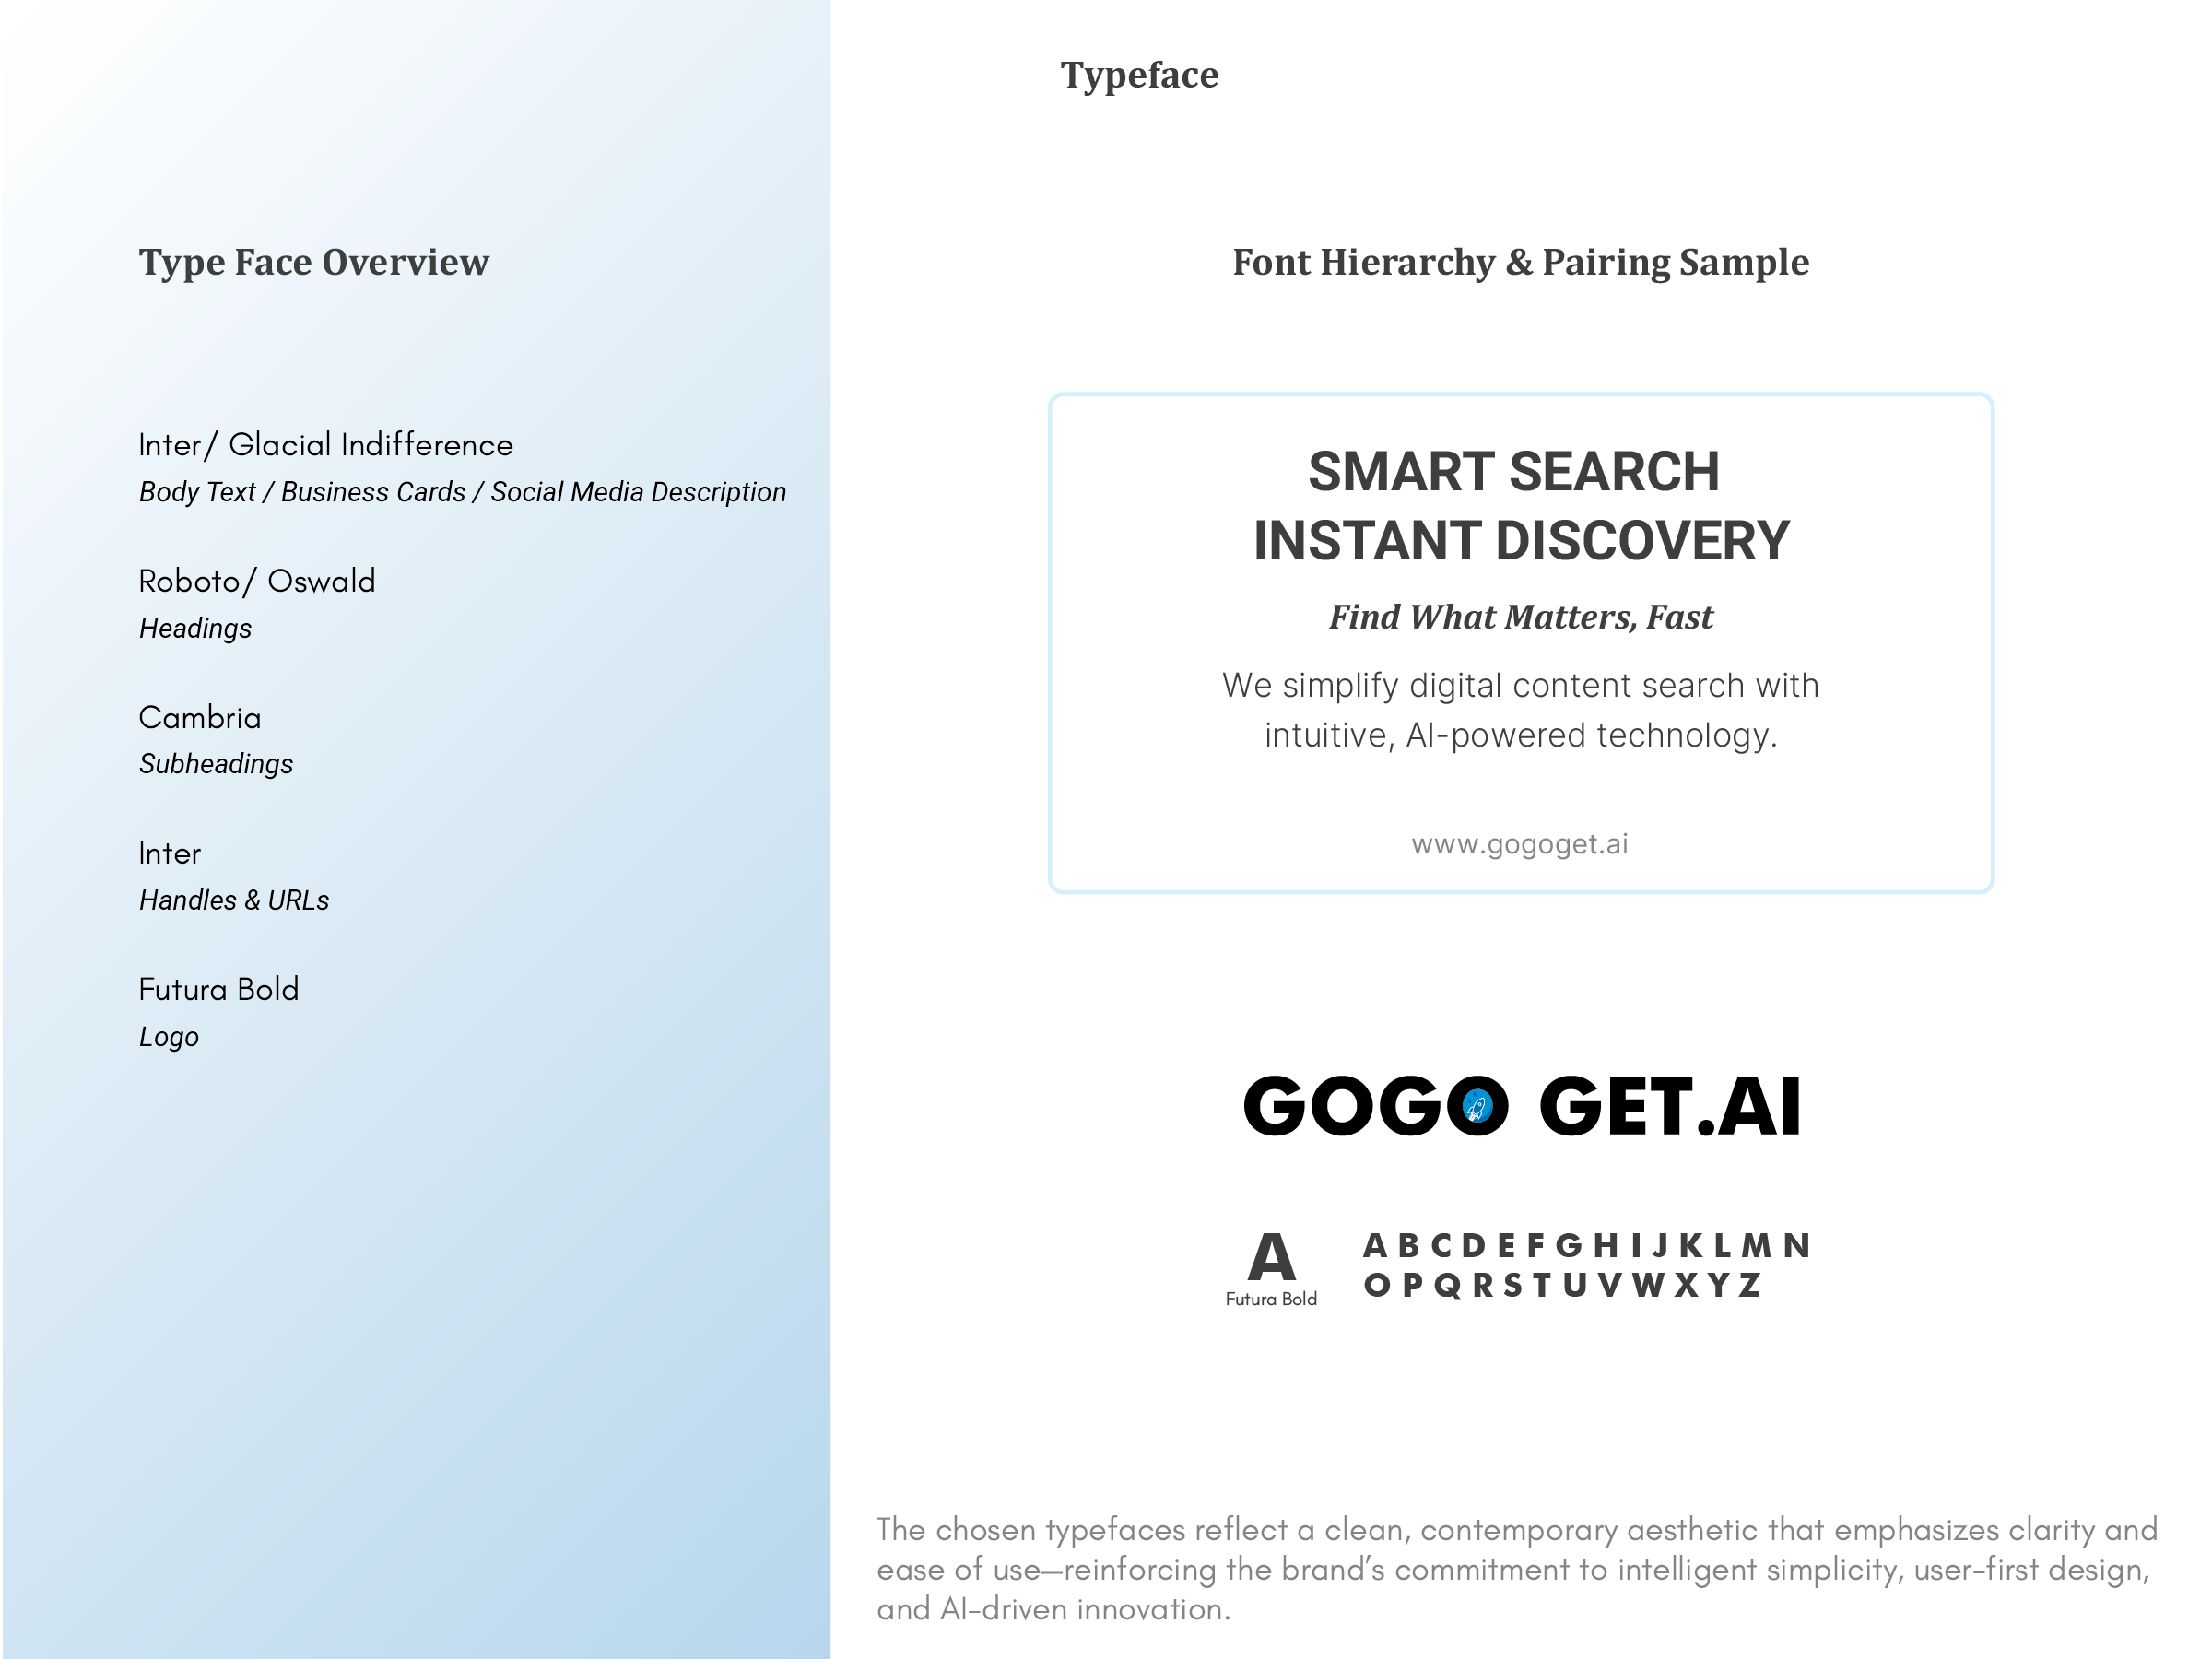 Typeface
Type Face Overview
Inter/ Glacial Indifference
Body Text / Business Cards / Social Media Description
Roboto/ Oswald
Headings
Cambria
Subheadings
Inter
Handles & URLs
Futura Bold
Logo
Font Hierarchy & Pairing Sample
SMART SEARCH
INSTANT DISCOVERY
Find What Matters, Fast
We simplify digital content search with
intuitive, AI-powered technology.
www.gogoget.ai
GOGO GET.AI
A
Futura Bold
A B C D E F G H I J K L M N
O P Q R S T U V W X Y Z
The chosen typefaces reflect a clean, contemporary aesthetic that emphasizes clarity and
ease of use—reinforcing the brand’s commitment to intelligent simplicity, user-first design,
and AI-driven innovation.